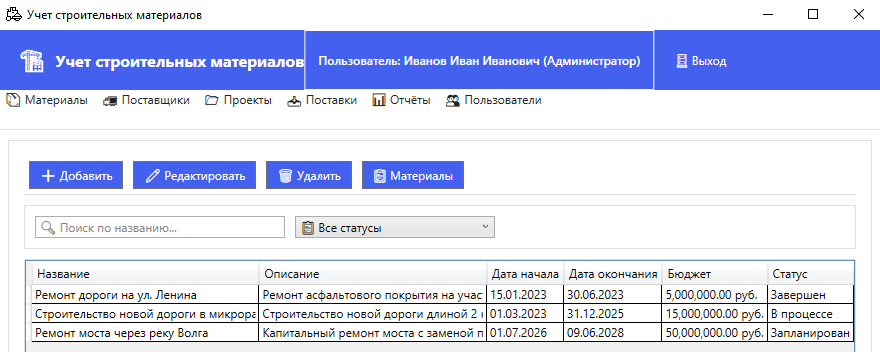 Учет строительных материалов
Учет строительных материалов Пользователь: Иванов Иван Иванович (Администратор) Выход
Материалы Поставщики Проекты Поставки Отчёты Пользователи
Добавить Редактировать Удалить Материалы
Поиск по названию... Все статусы
Название Описание Дата начала Дата окончания Бюджет Статус
Ремонт дороги на ул. Ленина Ремонт асфальтового покрытия на учас 15.01.2023 30.06.2023 5,000,000.00 руб. Завершен
Строительство новой дороги в микрора Строительство новой дороги длиной 2 01.03.2023 31.12.2025 15,000,000.00 руб. В процессе
Ремонт моста через реку Волга Капитальный ремонт моста с заменой п 01.07.2026 09.06.2028 50,000,000.00 руб. Запланирован